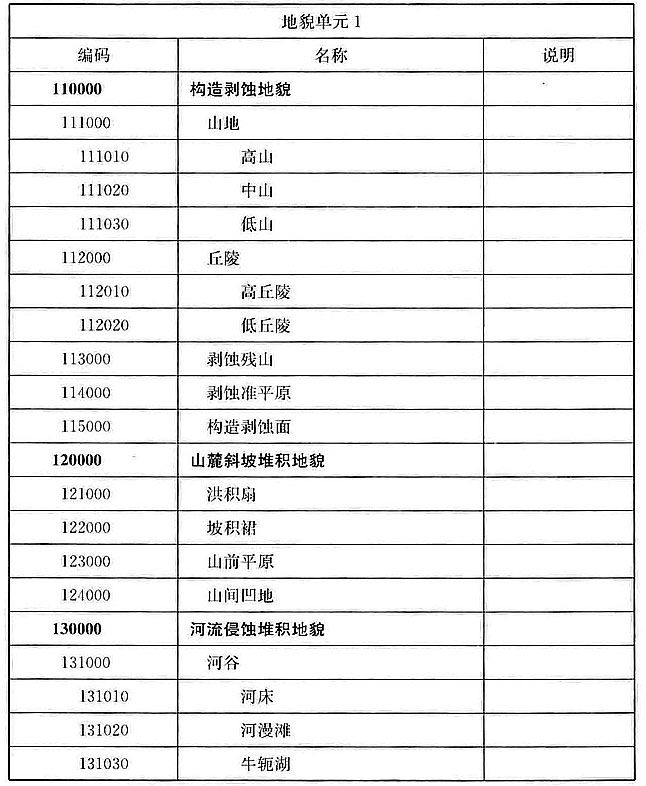 地貌单元1
编码 名称 说明
110000 构造剥蚀地貌
111000 山地
111010 高山
111020 中山
111030 低山
112000 丘陵
112010 高丘陵
112020 低丘陵
113000 剥蚀残山
114000 剥蚀准平原
115000 构造剥蚀面
120000 山麓斜坡堆积地貌
121000 洪积扇
122000 坡积裙
123000 山前平原
124000 山间凹地
130000 河流侵蚀堆积地貌
131000 河谷
131010 河床
131020 河漫滩
131030 牛轭湖